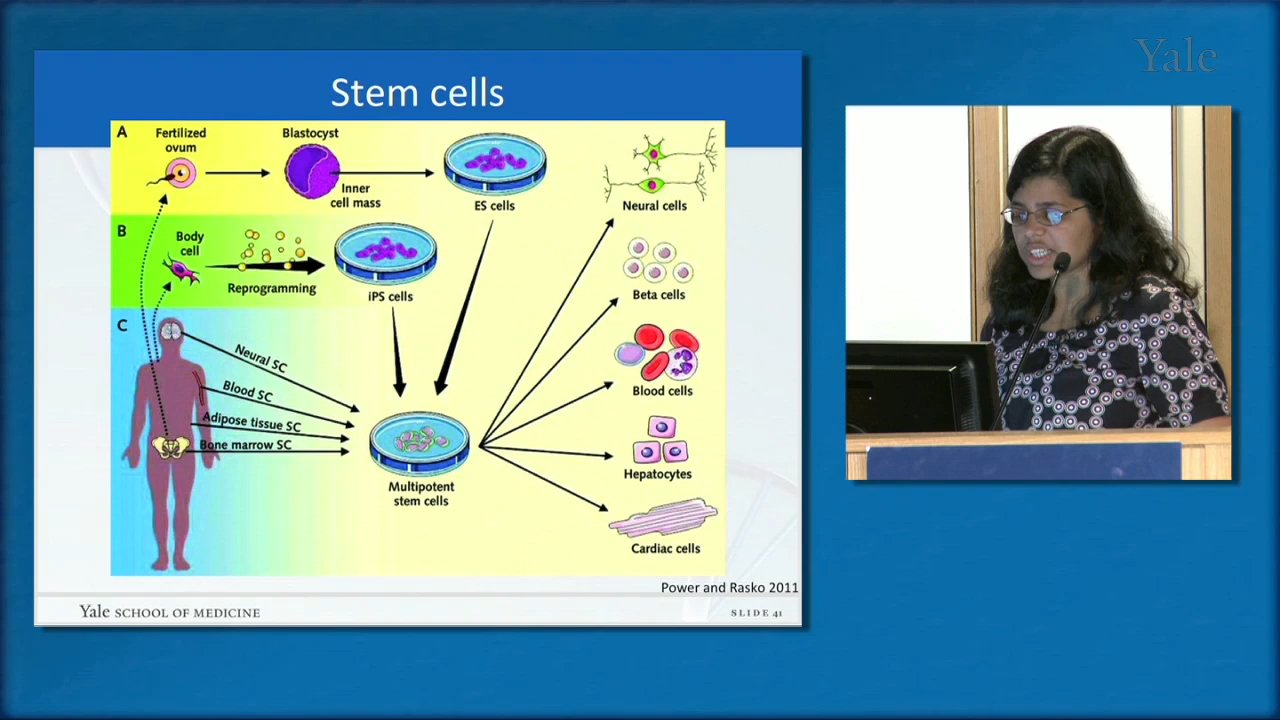 Yale
Stem cells
A
Fertilized
ovum
Blastocyst
Inner
cell mass
ES cells
Neural cells
B
Body
cell
Reprogramming
iPS cells
Beta cells
C
Neural SC
Blood SC
Adipose tissue SC
Bone marrow SC
Multipotent
stem cells
Blood cells
Hepatocytes
Cardiac cells
Power and Rasko 2011
Yale SCHOOL OF MEDICINE
SLIDE 41